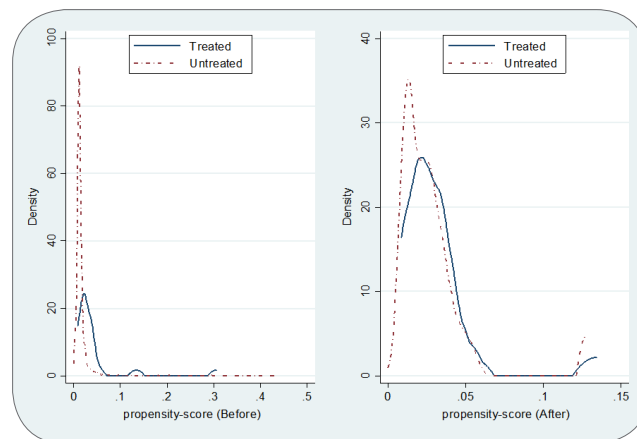 Treated
Untreated
Density
100
80
60
40
20
0
0 .1 .2 .3 .4 .5
propensity-score (Before)
Treated
Untreated
Density
40
30
20
10
0
0 .05 .1 .15
propensity-score (After)